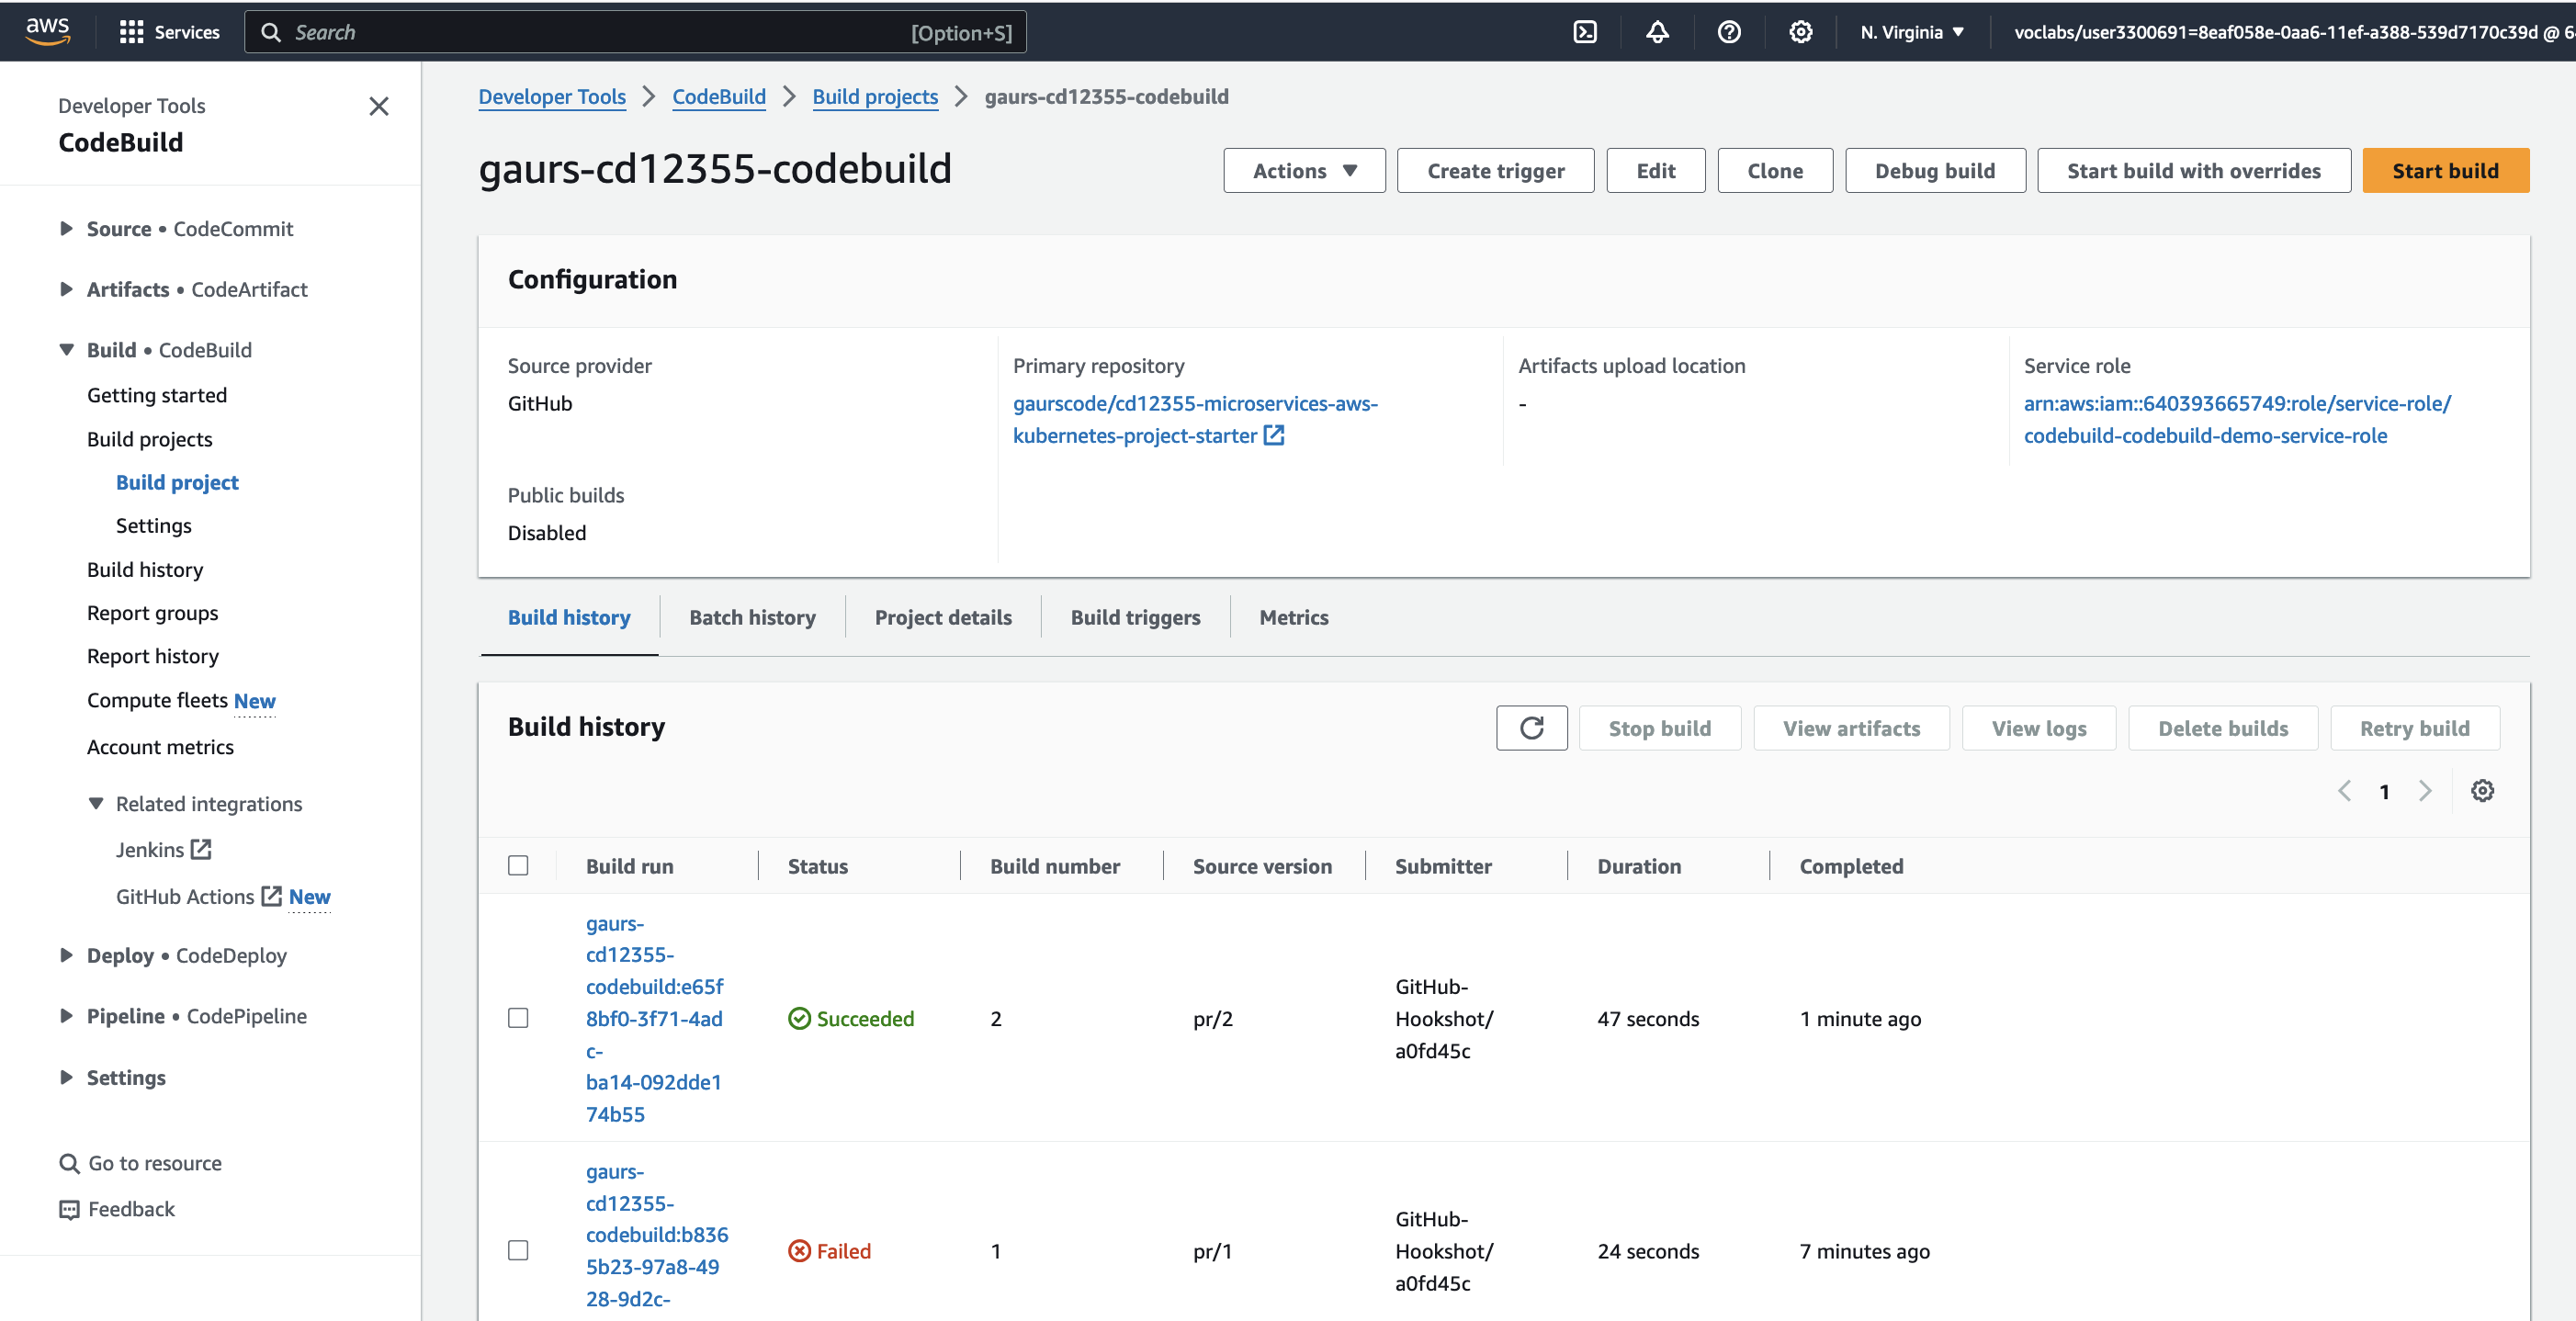 aws
Services
Search
[Option+S]
N. Virginia
voclabs/user3300691=8eaf058e-0aa6-11ef-a388-539d7170c39d @ 6
Developer Tools
CodeBuild
Source • CodeCommit
Artifacts • CodeArtifact
Build • CodeBuild
Getting started
Build projects
Build project
Settings
Build history
Report groups
Report history
Compute fleets New
Account metrics
Related integrations
Jenkins
GitHub Actions New
Deploy • CodeDeploy
Pipeline • CodePipeline
Settings
Go to resource
Feedback
Developer Tools
CodeBuild
Build projects
gaurs-cd12355-codebuild
gaurs-cd12355-codebuild
Actions
Create trigger
Edit
Clone
Debug build
Start build with overrides
Start build
Configuration
Source provider
GitHub
Primary repository
gaurscode/cd12355-microservices-aws-
kubernetes-project-starter
Artifacts upload location
-
Service role
arn:aws:iam::640393665749:role/service-role/
codebuild-codebuild-demo-service-role
Public builds
Disabled
Build history
Batch history
Project details
Build triggers
Metrics
Build history
Stop build
View artifacts
View logs
Delete builds
Retry build
1
Build run
Status
Build number
Source version
Submitter
Duration
Completed
gaurs-
cd12355-
codebuild:e65f
8bf0-3f71-4ad
c-
ba14-092dde1
74b55
Succeeded
2
pr/2
GitHub-
Hookshot/
a0fd45c
47 seconds
1 minute ago
gaurs-
cd12355-
codebuild:b836
5b23-97a8-49
28-9d2c-
Failed
1
pr/1
GitHub-
Hookshot/
a0fd45c
24 seconds
7 minutes ago